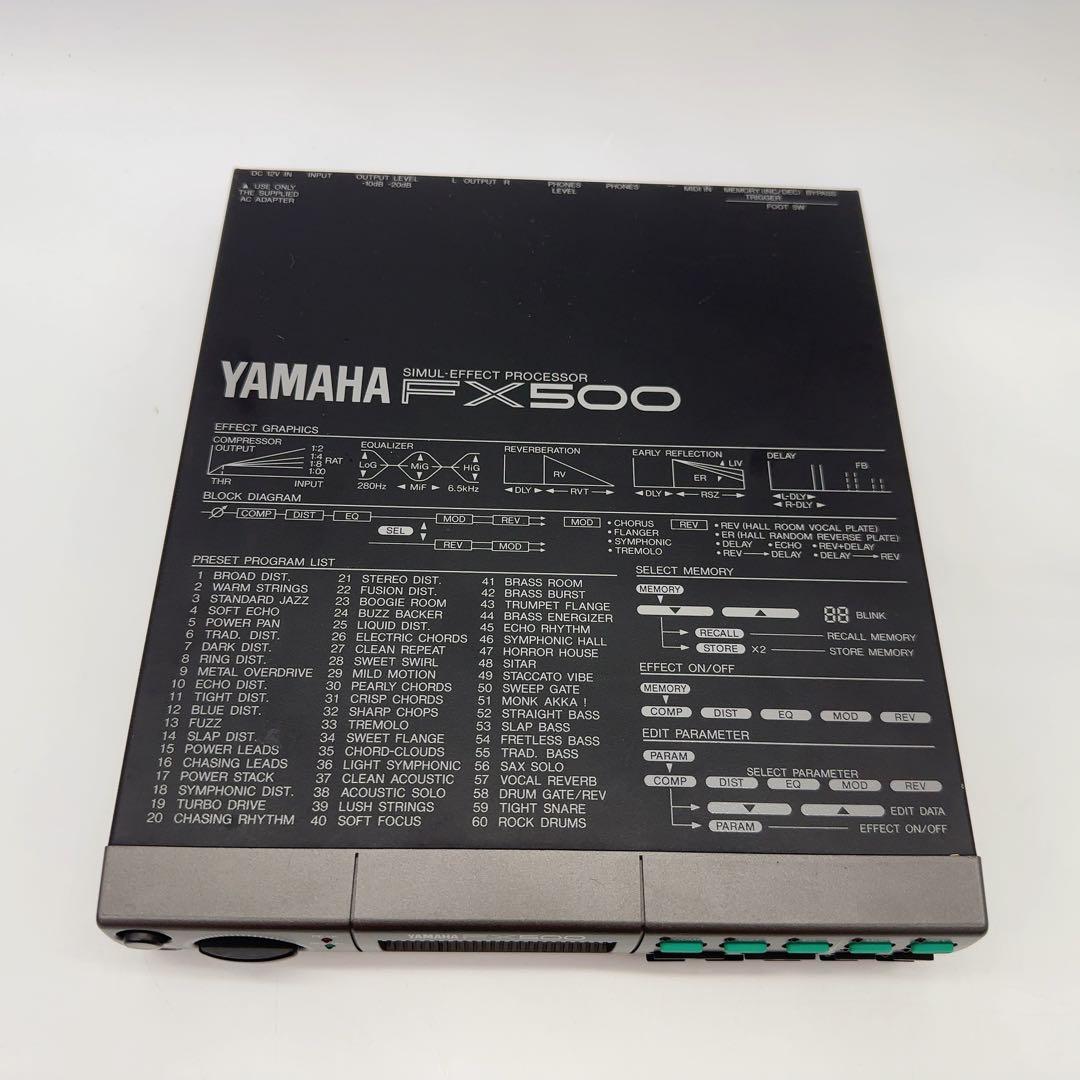 DC 12V IN INPUT OUTPUT LEVEL L OUTPUT R PHONES LEVEL PHONES MIDI IN MEMORY (INC/DEC) BYPASS
-10dB -20dB
TRIGGER
FOOT SW
USE ONLY
THE SUPPLIED
AC ADAPTER
YAMAHA
SIMUL-EFFECT PROCESSOR
FX500
EFFECT GRAPHICS
COMPRESSOR
OUTPUT
1:2
1:4
1:8
1:00
RAT
THR INPUT
EQUALIZER
LoG MiG HiG
280Hz ◄ MiF ► 6.5kHz
REVERBERATION
RV
◄DLY► ◄ RVT ►
EARLY REFLECTION
LIV
ER
◄DLY► ◄ RSZ ►
DELAY
FB
◄L-DLY►
◄R-DLY ►
BLOCK DIAGRAM
COMP DIST EQ
SEL
MOD REV
REV MOD
MOD
• CHORUS
• FLANGER
• SYMPHONIC
• TREMOLO
REV
• REV (HALL ROOM VOCAL PLATE)
• ER (HALL RANDOM REVERSE PLATE)
• DELAY • ECHO • REV+DELAY
• REV → DELAY • DELAY → REV
PRESET PROGRAM LIST
1 BROAD DIST.
2 WARM STRINGS
3 STANDARD JAZZ
4 SOFT ECHO
5 POWER PAN
6 TRAD. DIST.
7 DARK DIST.
8 RING DIST.
9 METAL OVERDRIVE
10 ECHO DIST.
11 TIGHT DIST.
12 BLUE DIST.
13 FUZZ
14 SLAP DIST.
15 POWER LEADS
16 CHASING LEADS
17 POWER STACK
18 SYMPHONIC DIST.
19 TURBO DRIVE
20 CHASING RHYTHM
21 STEREO DIST.
22 FUSION DIST.
23 BOOGIE ROOM
24 BUZZ BACKER
25 LIQUID DIST.
26 ELECTRIC CHORDS
27 CLEAN REPEAT
28 SWEET SWIRL
29 MILD MOTION
30 PEARLY CHORDS
31 CRISP CHORDS
32 SHARP CHOPS
33 TREMOLO
34 SWEET FLANGE
35 CHORD-CLOUDS
36 LIGHT SYMPHONIC
37 CLEAN ACOUSTIC
38 ACOUSTIC SOLO
39 LUSH STRINGS
40 SOFT FOCUS
41 BRASS ROOM
42 BRASS BURST
43 TRUMPET FLANGE
44 BRASS ENERGIZER
45 ECHO RHYTHM
46 SYMPHONIC HALL
47 HORROR HOUSE
48 SITAR
49 STACCATO VIBE
50 SWEEP GATE
51 MONK AKKA !
52 STRAIGHT BASS
53 SLAP BASS
54 FRETLESS BASS
55 TRAD. BASS
56 SAX SOLO
57 VOCAL REVERB
58 DRUM GATE/REV
59 TIGHT SNARE
60 ROCK DRUMS
SELECT MEMORY
MEMORY
▼ ▲ 88 BLINK
RECALL RECALL MEMORY
STORE ×2 STORE MEMORY
EFFECT ON/OFF
MEMORY
COMP DIST EQ MOD REV
EDIT PARAMETER
PARAM
SELECT PARAMETER
COMP DIST EQ MOD REV
▼ ▲ EDIT DATA
PARAM EFFECT ON/OFF
YAMAHA FX500